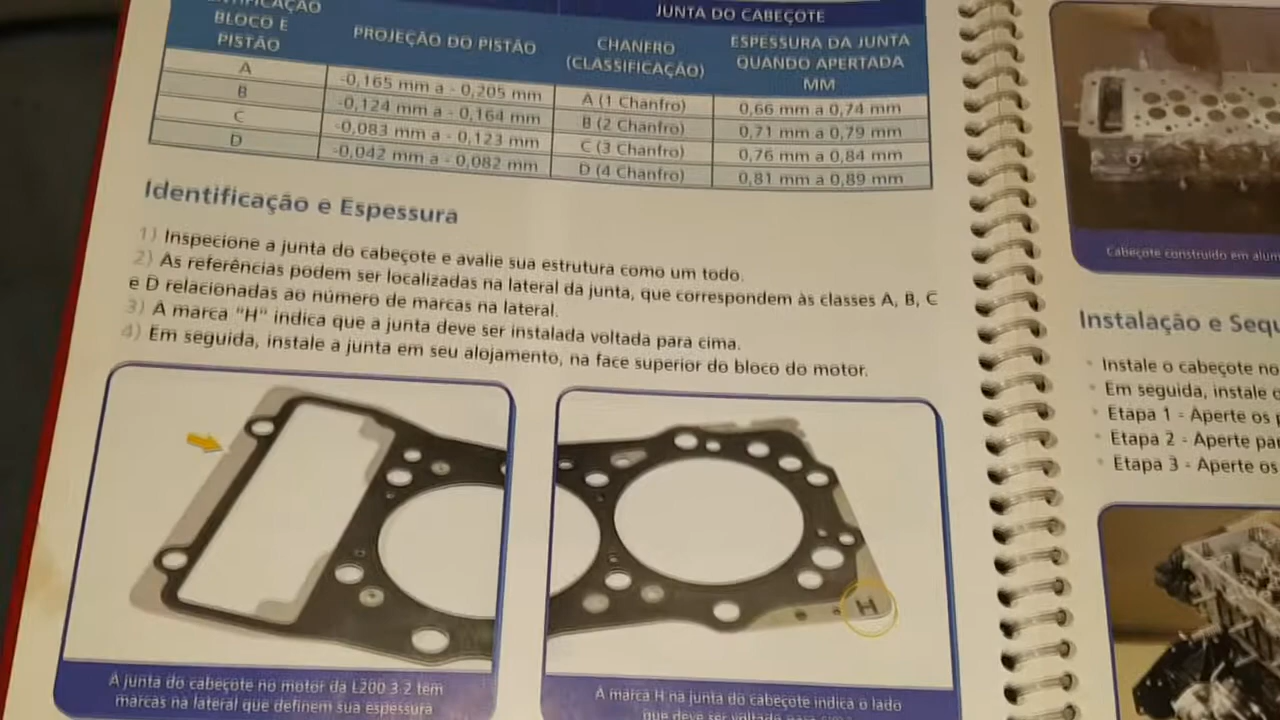 JUNTA DO CABEÇOTE
BLOCO E
PISTÃO
PROJEÇÃO DO PISTÃO
CHANFRO
(CLASSIFICAÇÃO)
ESPESSURA DA JUNTA
QUANDO APERTADA
MM
A -0,165 mm a - 0,205 mm A (1 Chanfro) 0,66 mm a 0,74 mm
B -0,124 mm a - 0,164 mm B (2 Chanfro) 0,71 mm a 0,79 mm
C -0,083 mm a - 0,123 mm C (3 Chanfro) 0,76 mm a 0,84 mm
D -0,042 mm a - 0,082 mm D (4 Chanfro) 0,81 mm a 0,89 mm
Identificação e Espessura
1) Inspecione a junta do cabeçote e avalie sua estrutura como um todo.
2) As referências podem ser localizadas na lateral da junta, que correspondem às classes A, B, C
e D relacionadas ao número de marcas na lateral.
3) A marca "H" indica que a junta deve ser instalada voltada para cima.
4) Em seguida, instale a junta em seu alojamento, na face superior do bloco do motor.
H
A junta do cabeçote no motor da L200 3.2 tem
marcas na lateral que definem sua espessura
A marca H na junta do cabeçote indica o lado
que deve ser voltado para cima
Cabeçote construído em
Instalação e
Instale o cabeçote no
Em seguida, instale
Etapa 1 - Aperte os
Etapa 2 - Aperte
Etapa 3 - Aperte os